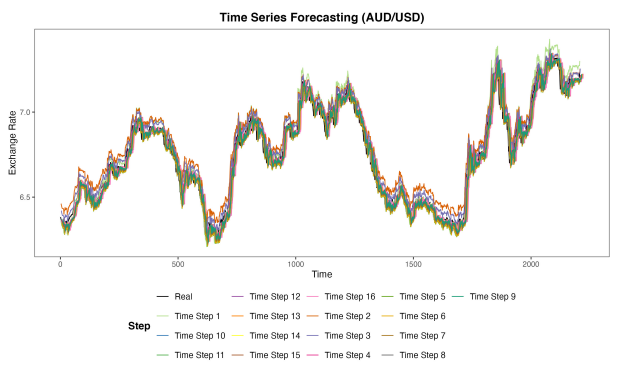 Time Series Forecasting (AUD/USD)
Exchange Rate
7.0
6.5
0 500 1000 1500 2000
Time
Step
Real Time Step 12 Time Step 16 Time Step 5 Time Step 9
Time Step 1 Time Step 13 Time Step 2 Time Step 6
Time Step 10 Time Step 14 Time Step 3 Time Step 7
Time Step 11 Time Step 15 Time Step 4 Time Step 8